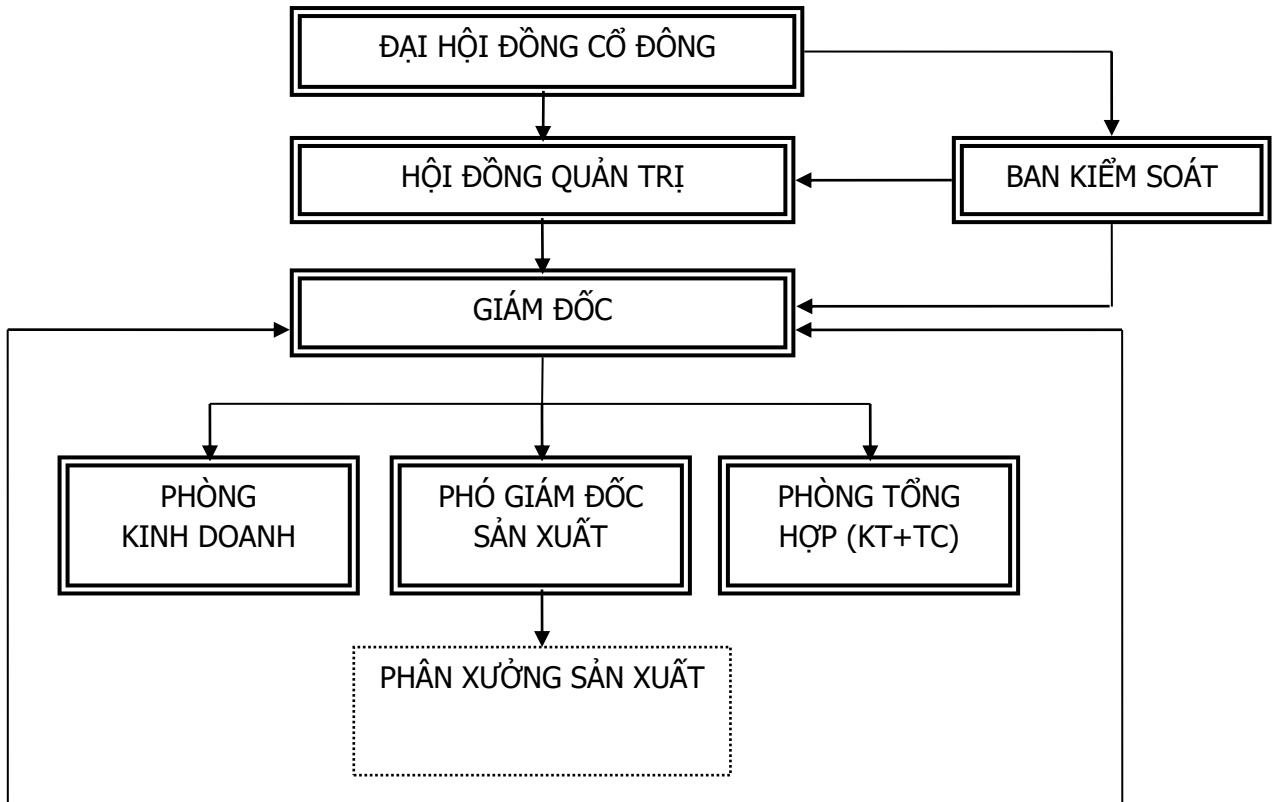 ĐẠI HỘI ĐỒNG CỔ ĐÔNG
HỘI ĐỒNG QUẢN TRỊ
BAN KIỂM SOÁT
GIÁM ĐỐC
PHÒNG
KINH DOANH
PHÓ GIÁM ĐỐC
SẢN XUẤT
PHÒNG TỔNG
HỢP (KT+TC)
PHÂN XƯỞNG SẢN XUẤT